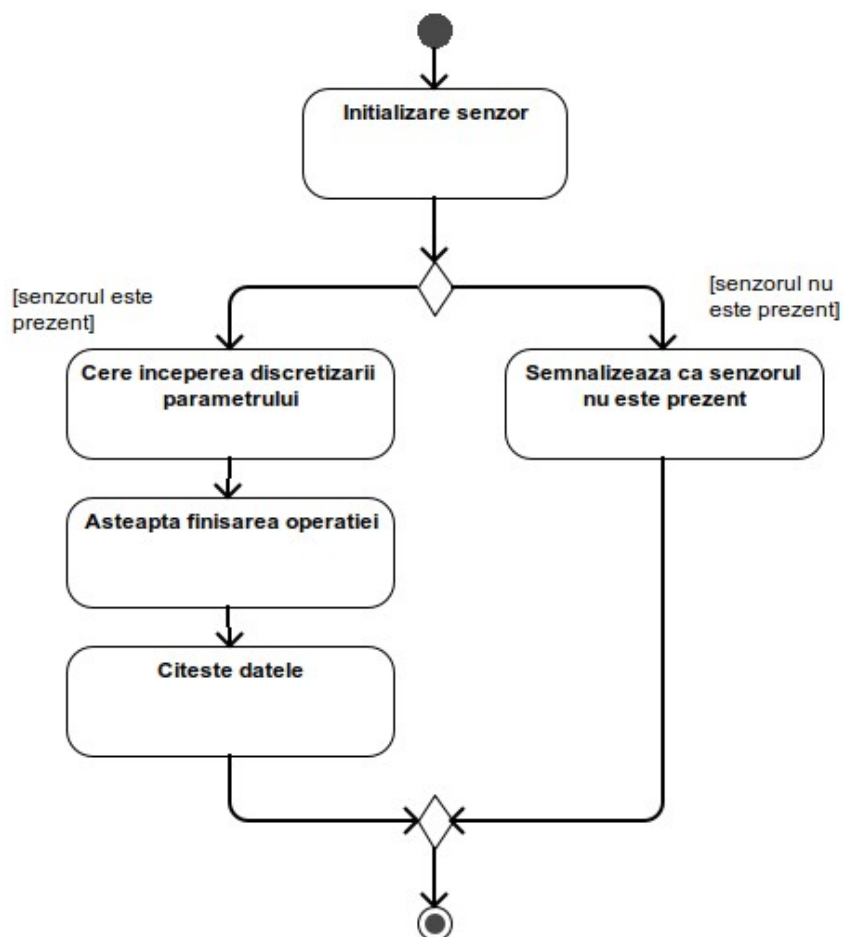 Initializare senzor
[senzorul este
prezent]
[senzorul nu
este prezent]
Cere inceperea discretizarii
parametrului
Semnalizeaza ca senzorul
nu este prezent
Asteapta finisarea operatiei
Citeste datele